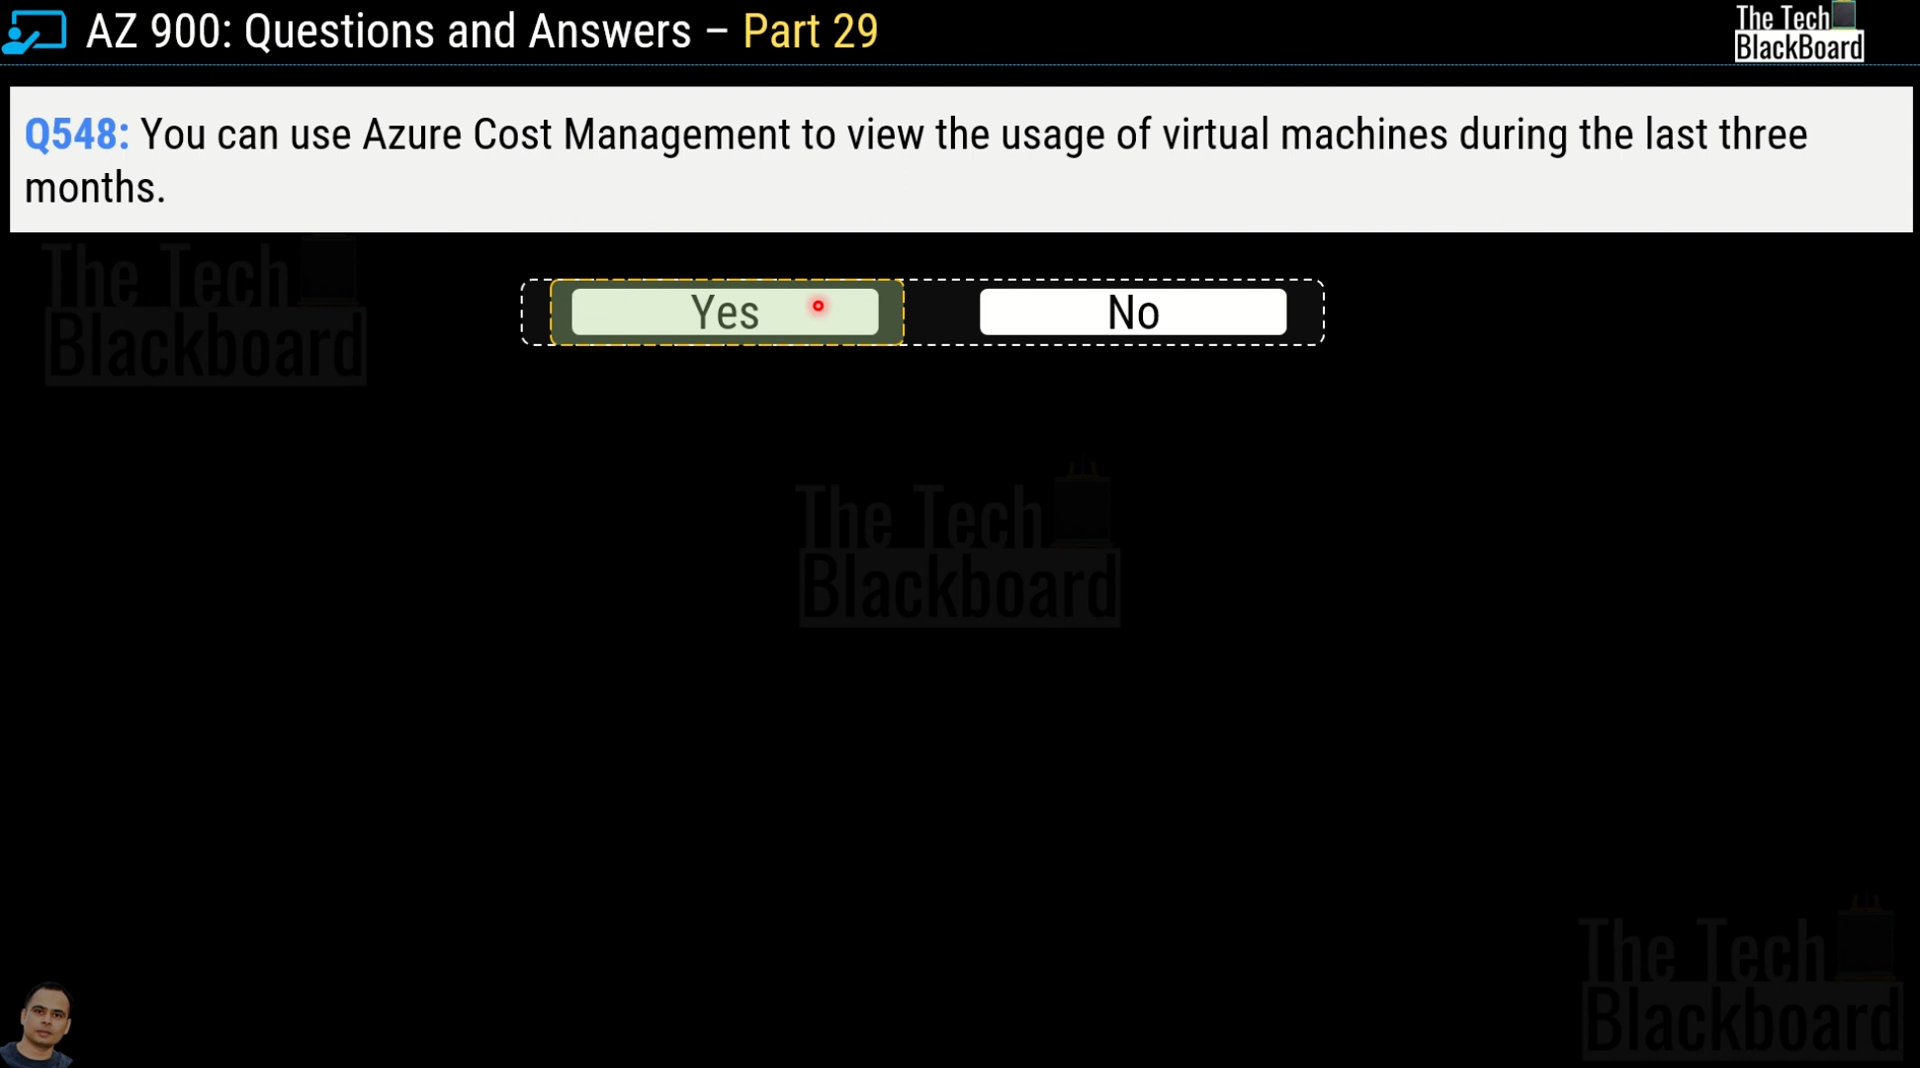 AZ 900: Questions and Answers – Part 29
The Tech
BlackBoard
Q548: You can use Azure Cost Management to view the usage of virtual machines during the last three
months.
Yes No
The Tech
Blackboard
The Tech
Blackboard
The Tech
Blackboard